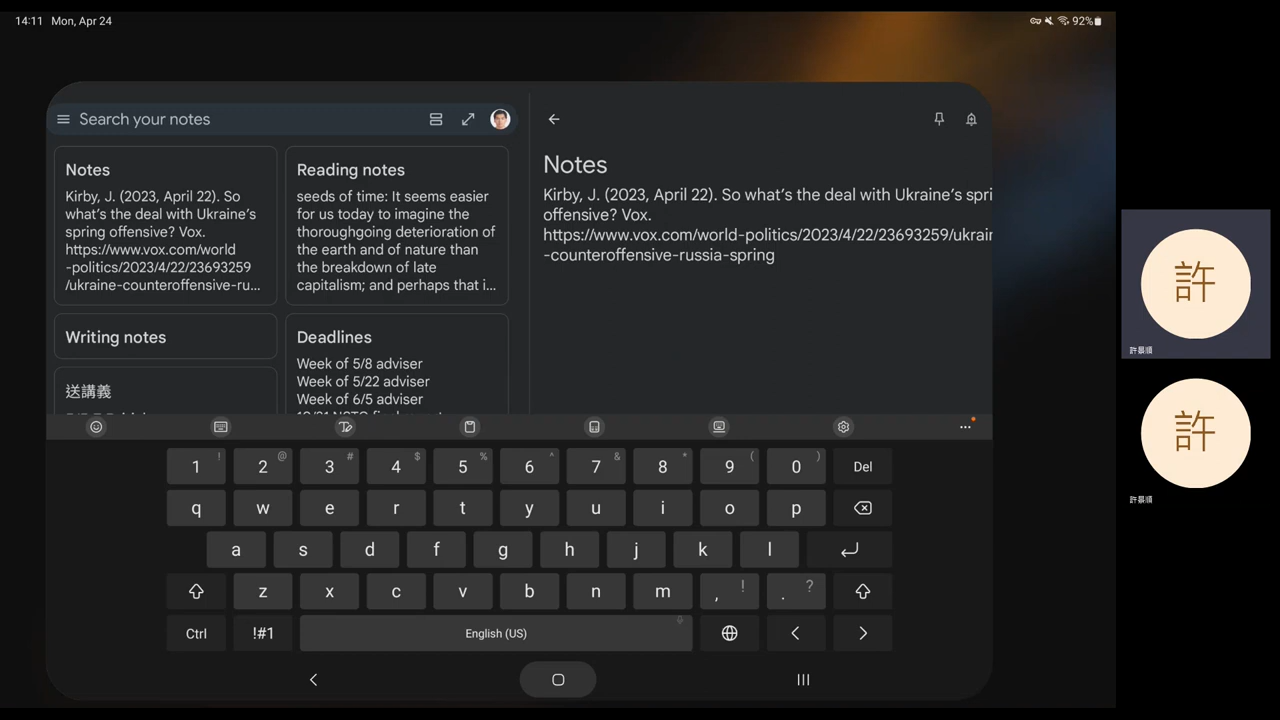 14:11 Mon, Apr 24
92%
Search your notes
Notes
Kirby, J. (2023, April 22). So
what's the deal with Ukraine's
spring offensive? Vox.
https://www.vox.com/world
-politics/2023/4/22/23693259
/ukraine-counteroffensive-ru...
Reading notes
seeds of time: It seems easier
for us today to imagine the
thoroughgoing deterioration of
the earth and of nature than
the breakdown of late
capitalism; and perhaps that i...
Writing notes
Deadlines
Week of 5/8 adviser
Week of 5/22 adviser
Week of 6/5 adviser
送講義
Notes
Kirby, J. (2023, April 22). So what's the deal with Ukraine's spri
offensive? Vox.
https://www.vox.com/world-politics/2023/4/22/23693259/ukrain
-counteroffensive-russia-spring
許
許景順
許
許景順
1 ! 2 @ 3 # 4 $ 5 % 6 ^ 7 & 8 * 9 ( 0 ) Del
q w e r t y u i o p
a s d f g h j k l
z x c v b n m , ! . ?
Ctrl !#1 English (US) < >